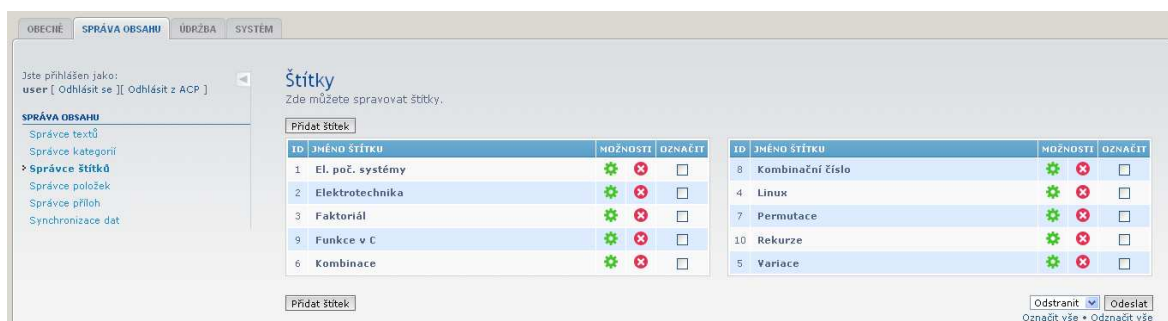 OBECNÉ SPRÁVA OBSAHU ÚDRŽBA SYSTÉM
Jste přihlášen jako:
user [ Odhlásit se ][ Odhlásit z ACP ]
SPRÁVA OBSAHU
Správce textů
Správce kategorií
Správce štítků
Správce položek
Správce příloh
Synchronizace dat
Štítky
Zde můžete spravovat štítky.
Přidat štítek
ID JMÉNO ŠTÍTKU MOŽNOSTI OZNAČIT
1 El. poč. systémy
2 Elektrotechnika
3 Faktoriál
9 Funkce v C
6 Kombinace
ID JMÉNO ŠTÍTKU MOŽNOSTI OZNAČIT
8 Kombinační číslo
4 Linux
7 Permutace
10 Rekurze
5 Variace
Přidat štítek
Odstranit Odeslat
Označit vše • Odznačit vše